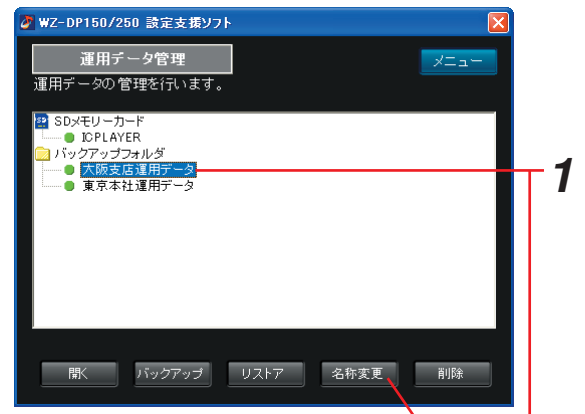 WZ-DP150/250 設定支援ソフト
運用データ管理
メニュー
運用データの管理を行います。
SDメモリーカード
ICPLAYER
バックアップフォルダ
大阪支店運用データ
東京本社運用データ
1
開く
バックアップ
リストア
名称変更
削除